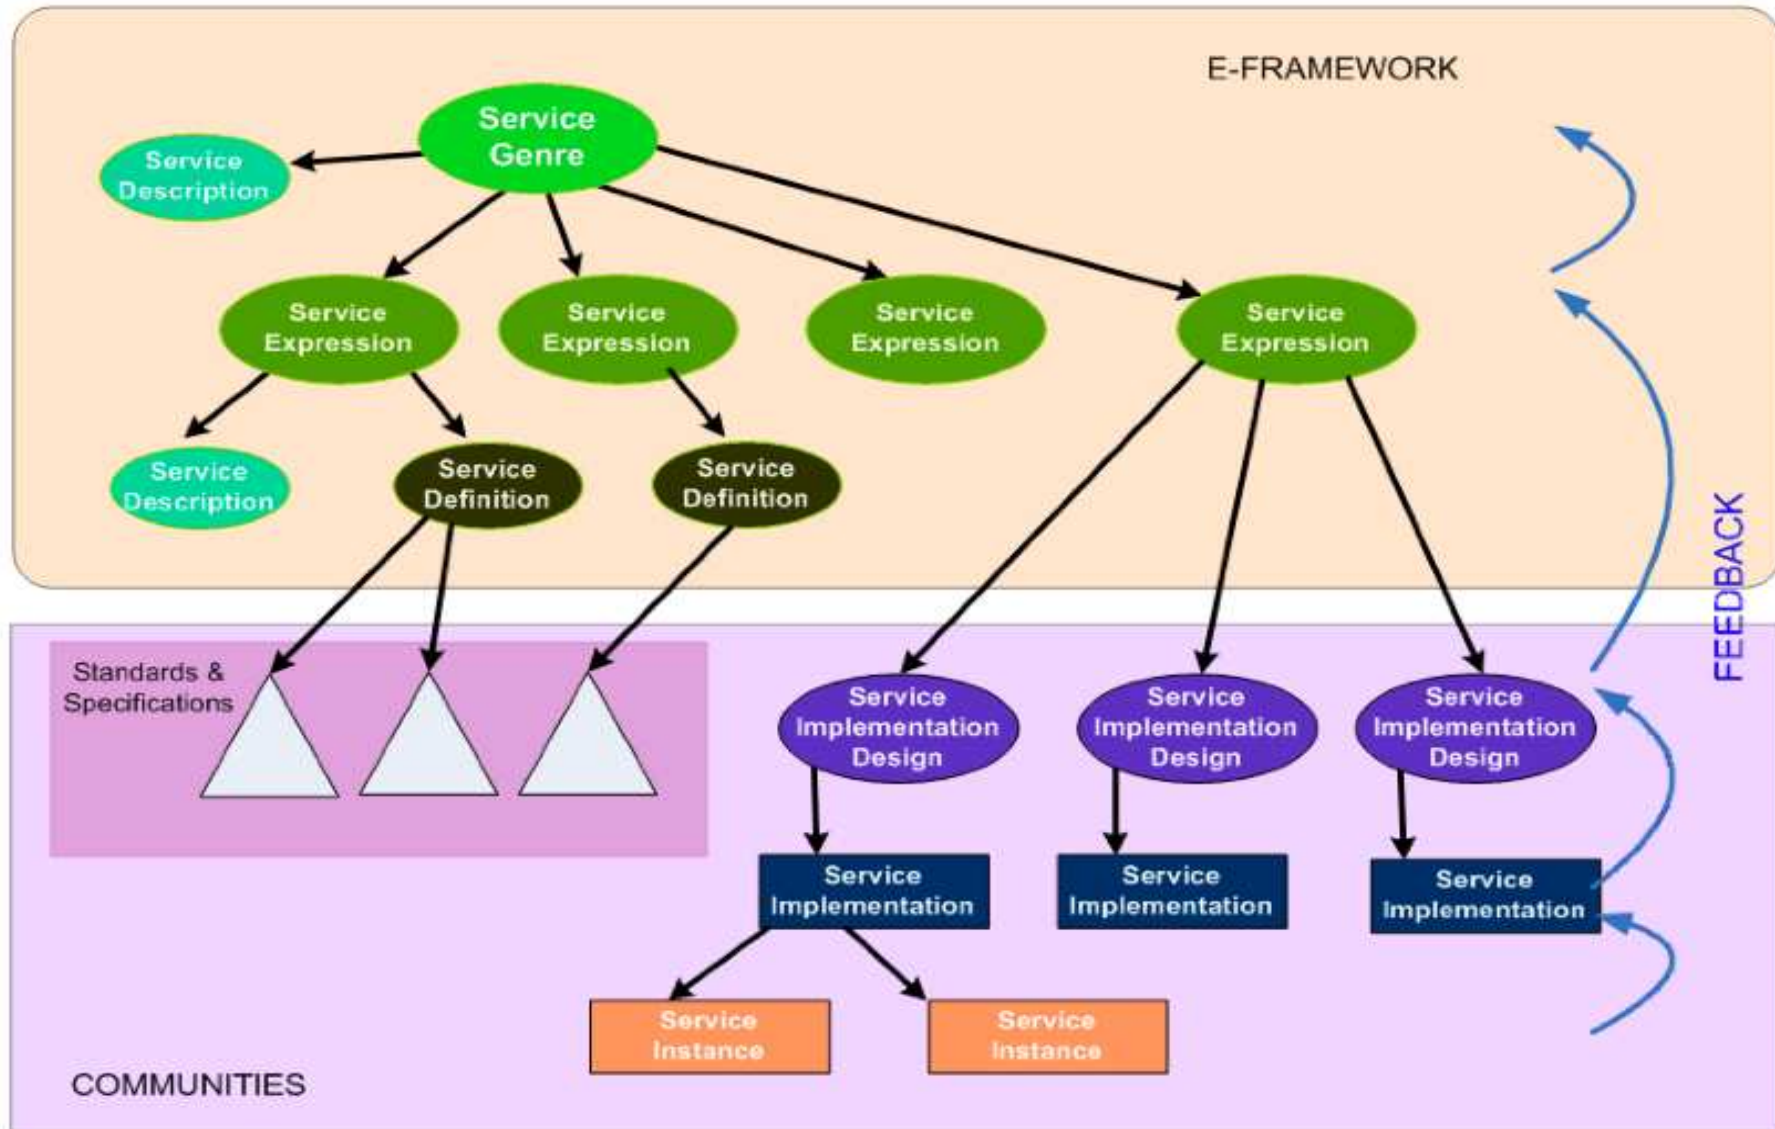 E-FRAMEWORK
Service
Genre
Service
Description
Service
Expression
Service
Expression
Service
Expression
Service
Expression
Service
Description
Service
Definition
Service
Definition
FEEDBACK
Standards &
Specifications
Service
Implementation
Design
Service
Implementation
Design
Service
Implementation
Design
Service
Implementation
Service
Implementation
Service
Implementation
Service
Instance
Service
Instance
COMMUNITIES